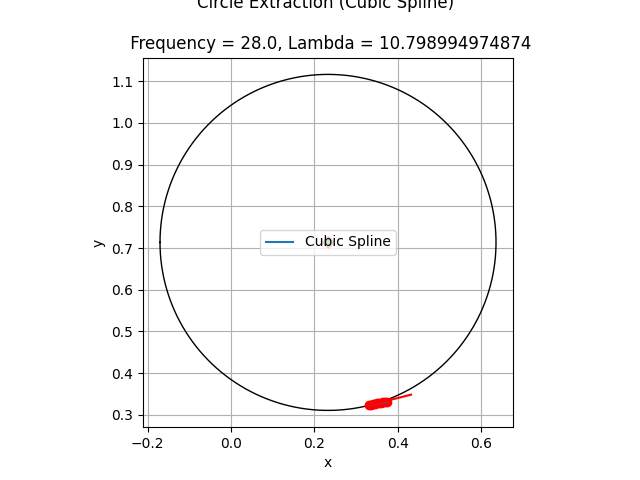 Circle Extraction (Cubic Spline)
Frequency = 28.0, Lambda = 10.798994974874
1.1
1.0
0.9
0.8
0.7
0.6
0.5
0.4
0.3
y
Cubic Spline
−0.2 0.0 0.2 0.4 0.6
x